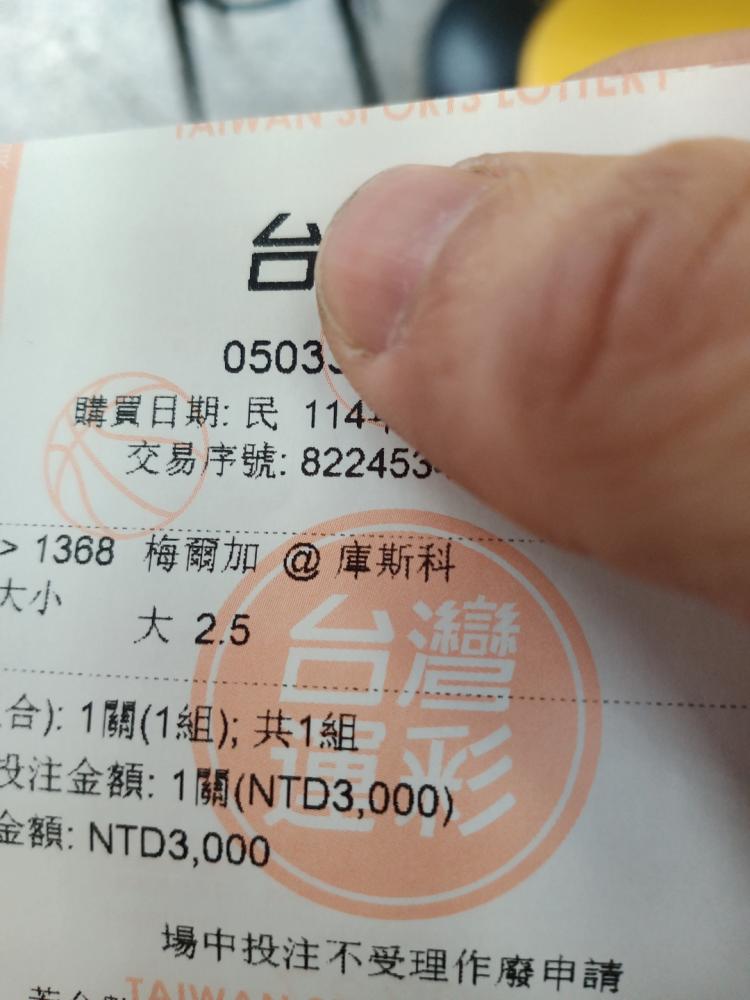 TAIWAN SPORTS LOTTERY
台
0503
購買日期: 民 114
交易序號: 822453
> 1368 梅爾加 @ 庫斯科
大小
大 2.5
台灣
運彩
合): 1關(1組); 共1組
投注金額: 1關(NTD3,000)
金額: NTD3,000
場中投注不受理作廢申請
TAIWAN